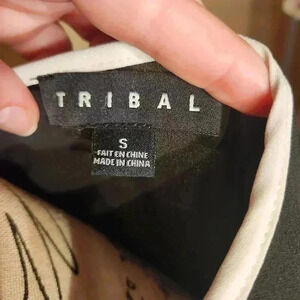 TRIBAL
S
FAIT EN CHINE
MADE IN CHINA